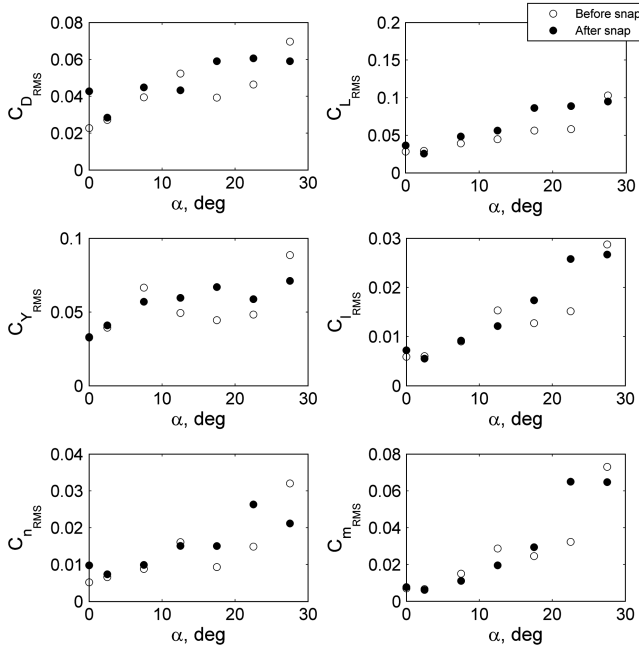 Before snap
After snap
0.08
0.06
0.04
0.02
0
C_D_RMS
0 10 20 30
α, deg
0.2
0.15
0.1
0.05
0
C_L_RMS
0 10 20 30
α, deg
0.1
0.05
0
C_Y_RMS
0 10 20 30
α, deg
0.03
0.02
0.01
0
C_l_RMS
0 10 20 30
α, deg
0.04
0.03
0.02
0.01
0
C_n_RMS
0 10 20 30
α, deg
0.08
0.06
0.04
0.02
0
C_m_RMS
0 10 20 30
α, deg